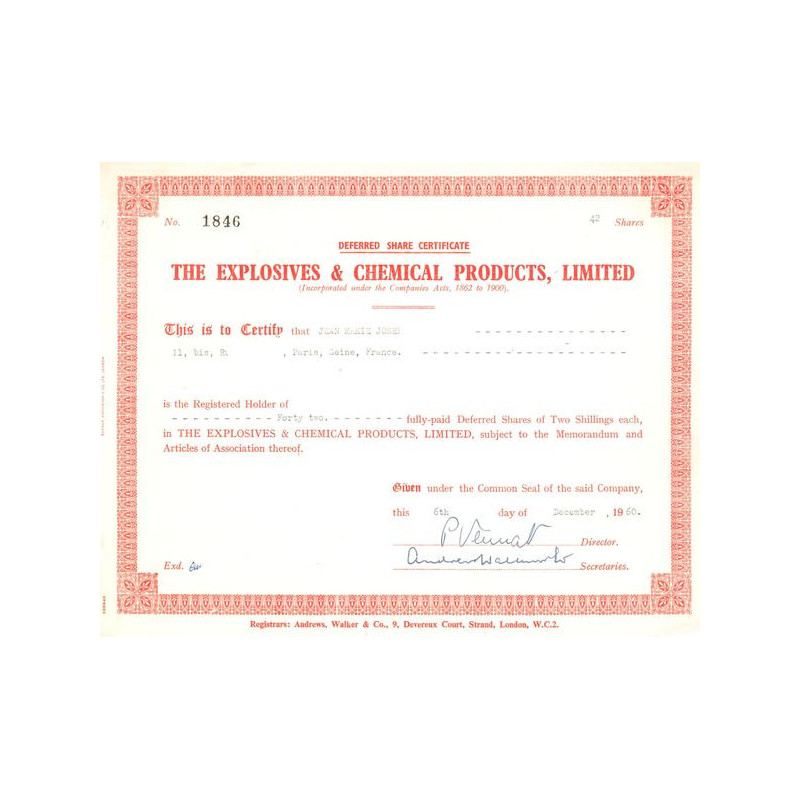 No. 1846 42 Shares
DEFERRED SHARE CERTIFICATE
THE EXPLOSIVES & CHEMICAL PRODUCTS, LIMITED
(Incorporated under the Companies Acts, 1862 to 1900).
This is to Certify that JEAN MARIE
11, bis, R. , Paris, Seine, France.
is the Registered Holder of
Forty two. fully-paid Deferred Shares of Two Shillings each,
in THE EXPLOSIVES & CHEMICAL PRODUCTS, LIMITED, subject to the Memorandum and
Articles of Association thereof.
Given under the Common Seal of the said Company,
this 6th day of December , 1960.
Director.
Exd. Secretaries.
Registrars: Andrews, Walker & Co., 9, Devereux Court, Strand, London, W.C.2.